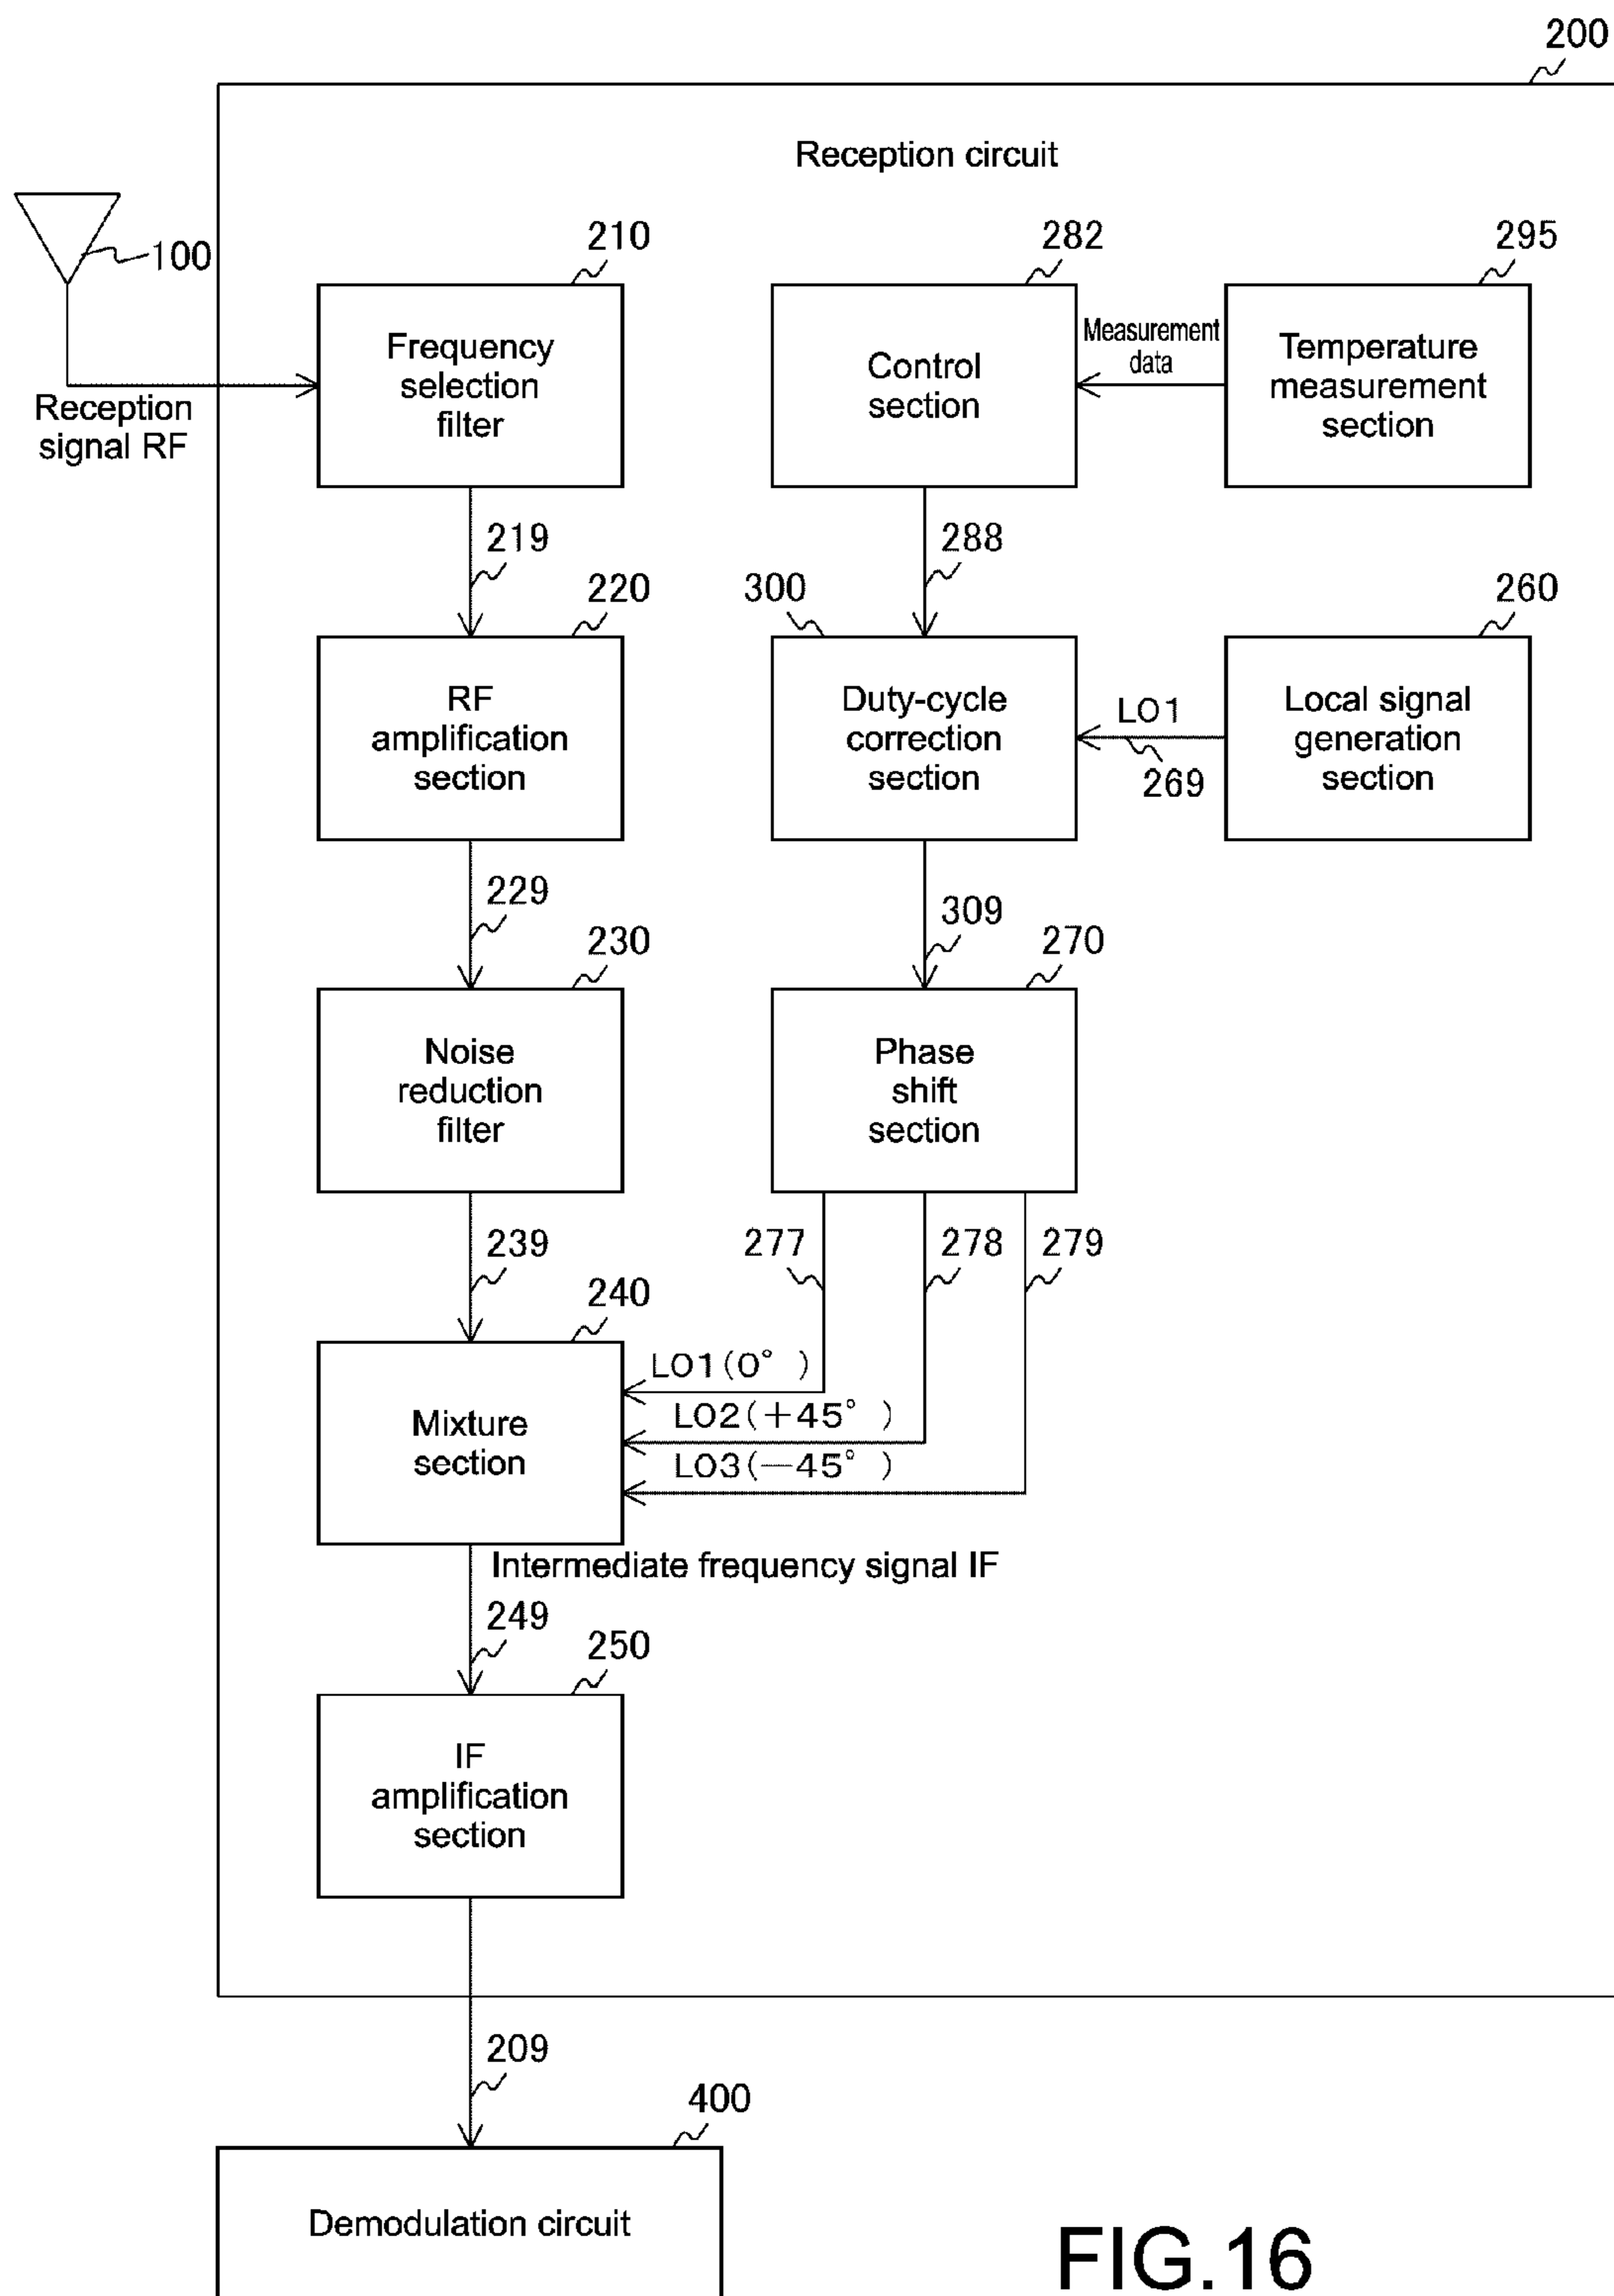 200
Reception circuit
100
Reception
signal RF
210
Frequency
selection
filter
282
Control
section
Measurement
data
295
Temperature
measurement
section
219
288
220
RF
amplification
section
300
Duty-cycle
correction
section
LO1
269
260
Local signal
generation
section
229
309
230
Noise
reduction
filter
270
Phase
shift
section
239
277
278
279
240
Mixture
section
LO1(0°)
LO2(+45°)
LO3(−45°)
Intermediate frequency signal IF
249
250
IF
amplification
section
209
400
Demodulation circuit
FIG.16